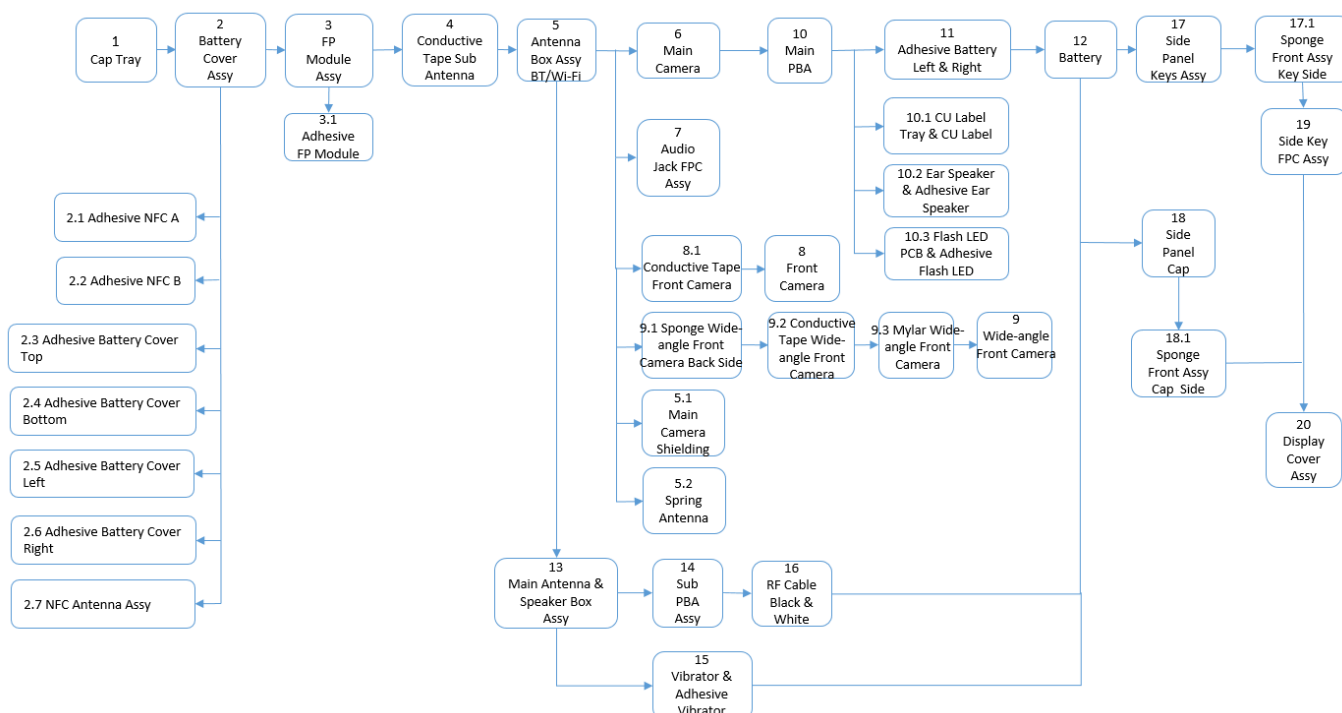 1
Cap Tray
2
Battery
Cover
Assy
3
FP
Module
Assy
4
Conductive
Tape Sub
Antenna
5
Antenna
Box Assy
BT/Wi-Fi
6
Main
Camera
10
Main
PBA
11
Adhesive Battery
Left & Right
12
Battery
17
Side
Panel
Keys Assy
17.1
Sponge
Front Assy
Key Side
3.1
Adhesive
FP Module
7
Audio
Jack FPC
Assy
10.1 CU Label
Tray & CU Label
19
Side Key
FPC Assy
10.2 Ear Speaker
& Adhesive Ear
Speaker
2.1 Adhesive NFC A
18
Side
Panel
Cap
8.1
Conductive Tape
Front Camera
8
Front
Camera
10.3 Flash LED
PCB & Adhesive
Flash LED
2.2 Adhesive NFC B
2.3 Adhesive Battery Cover
Top
9.1 Sponge Wide-
angle Front
Camera Back Side
9.2 Conductive
Tape Wide-
angle Front
Camera
9.3 Mylar Wide-
angle Front
Camera
9
Wide-angle
Front Camera
18.1
Sponge
Front Assy
Cap Side
2.4 Adhesive Battery Cover
Bottom
5.1
Main
Camera
Shielding
20
Display
Cover
Assy
2.5 Adhesive Battery Cover
Left
5.2
Spring
Antenna
2.6 Adhesive Battery Cover
Right
2.7 NFC Antenna Assy
13
Main Antenna &
Speaker Box
Assy
14
Sub
PBA
Assy
16
RF Cable
Black &
White
15
Vibrator &
Adhesive
Vibrator